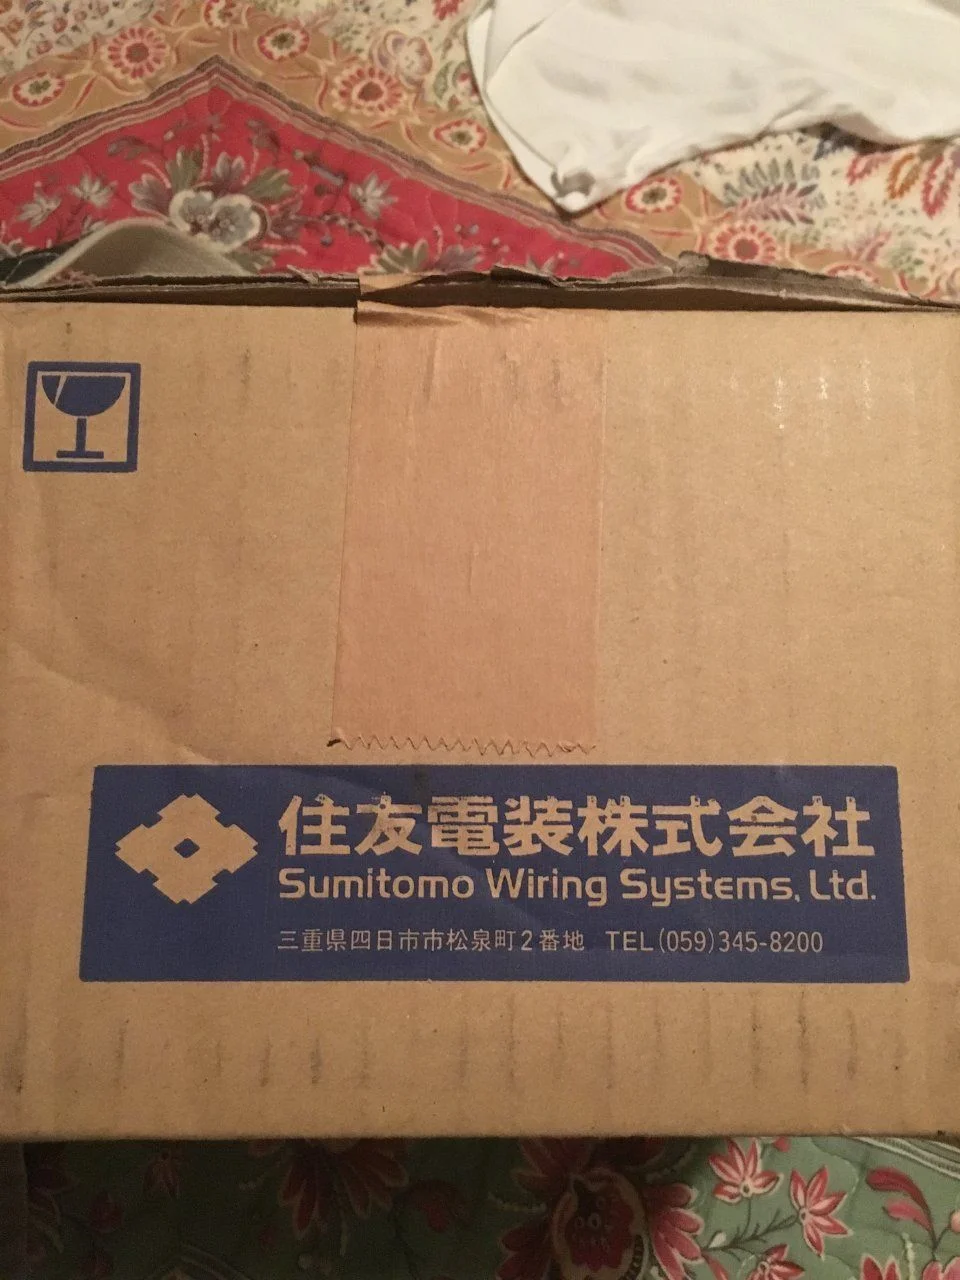 住友電装株式会社
Sumitomo Wiring Systems, Ltd.
三重県四日市市松泉町2番地 TEL(059)345-8200